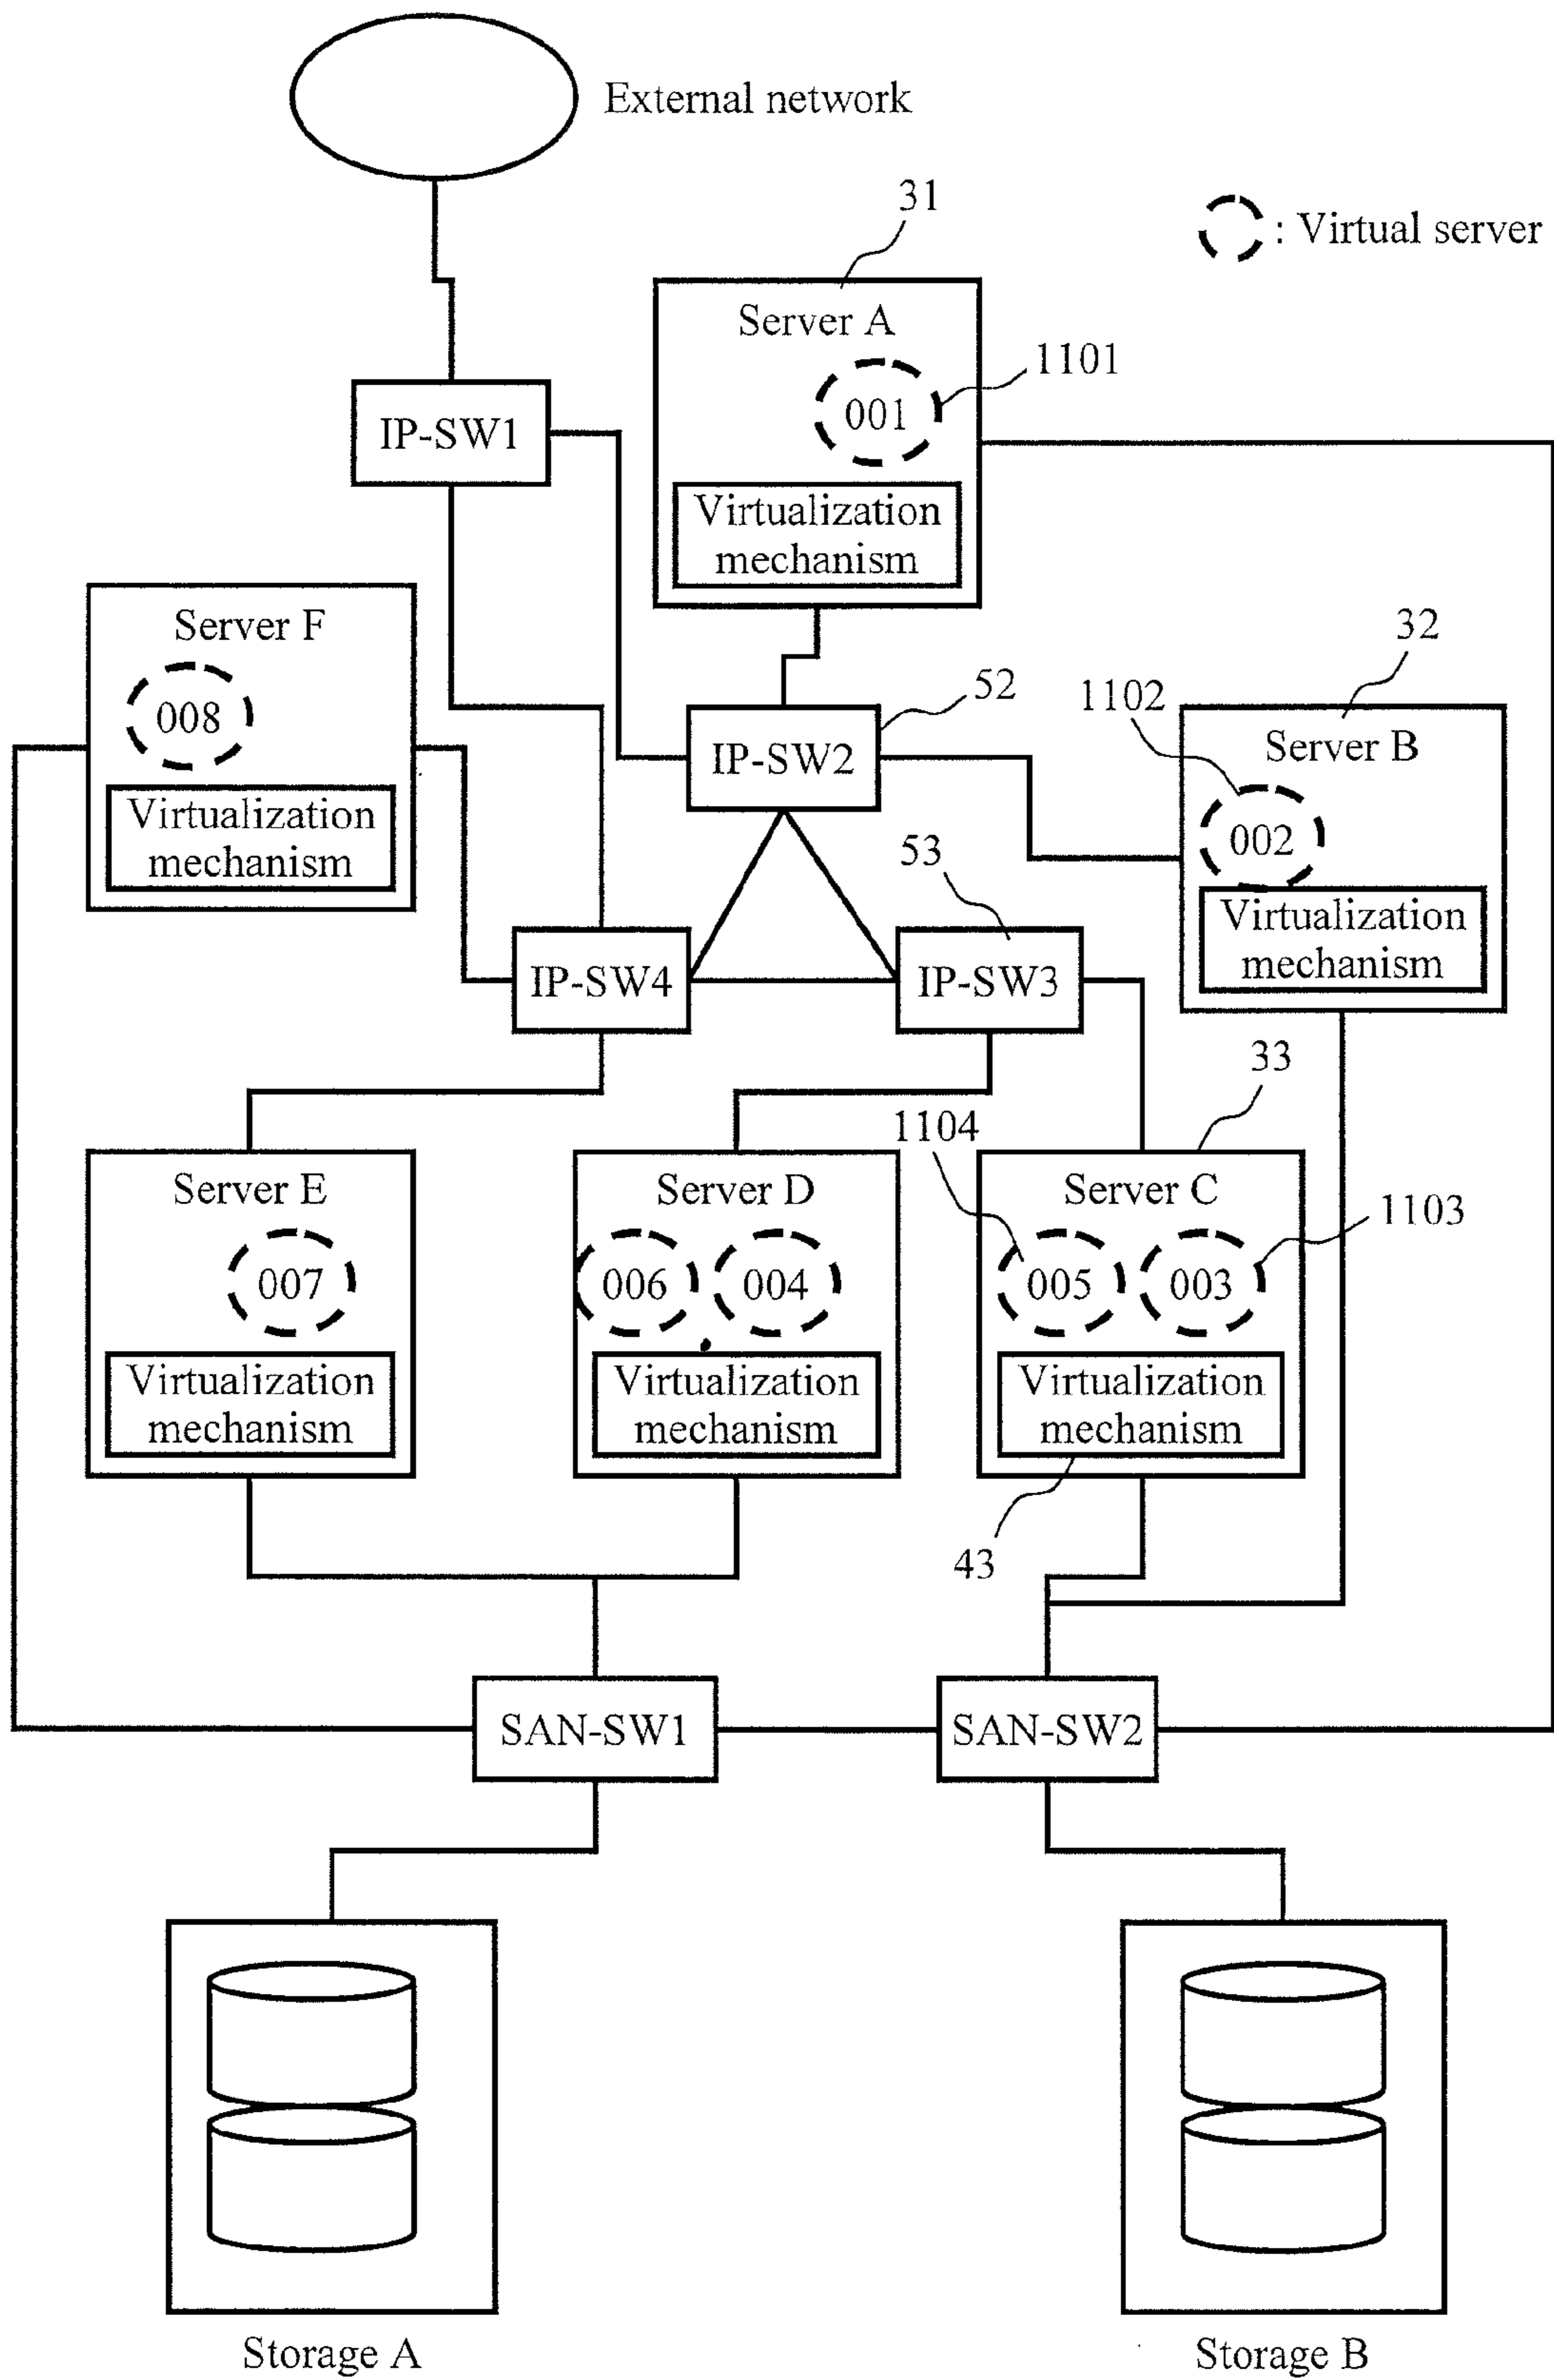 External network
31
: Virtual server
Server A
1101
001
IP-SW1
Virtualization
mechanism
Server F
32
008
52
1102
Server B
IP-SW2
Virtualization
mechanism
002
53
Virtualization
mechanism
IP-SW4
IP-SW3
33
1104
Server E
Server D
Server C
1103
007
006
004
005
003
Virtualization
mechanism
Virtualization
mechanism
Virtualization
mechanism
43
SAN-SW1
SAN-SW2
Storage A
Storage B